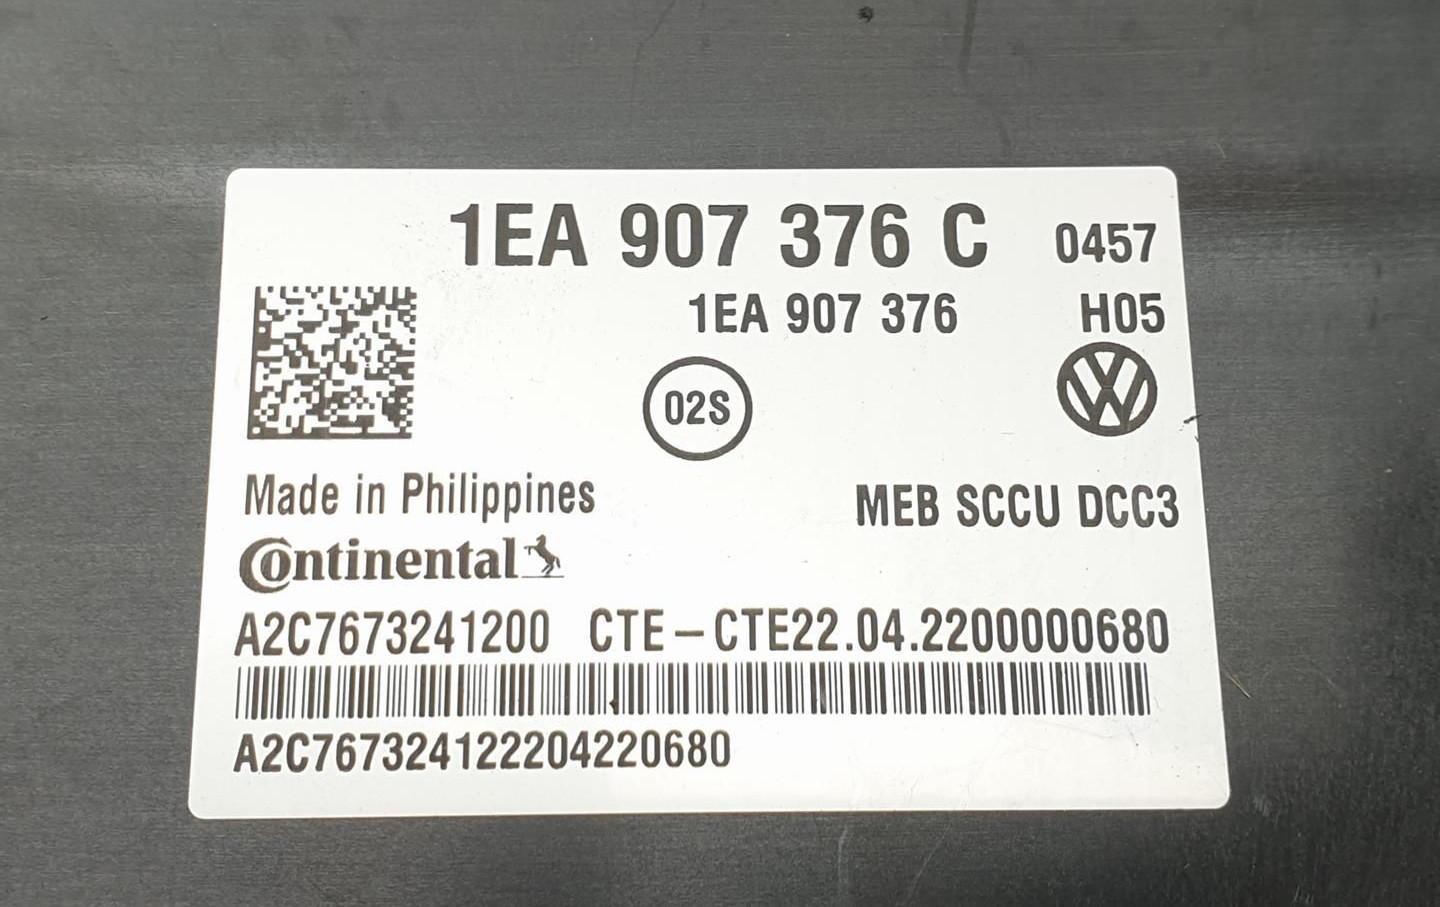 1EA 907 376 C 0457
1EA 907 376 H05
02S
Made in Philippines
MEB SCCU DCC3
Continental
A2C7673241200 CTE-CTE22.04.2200000680
A2C767324122204220680